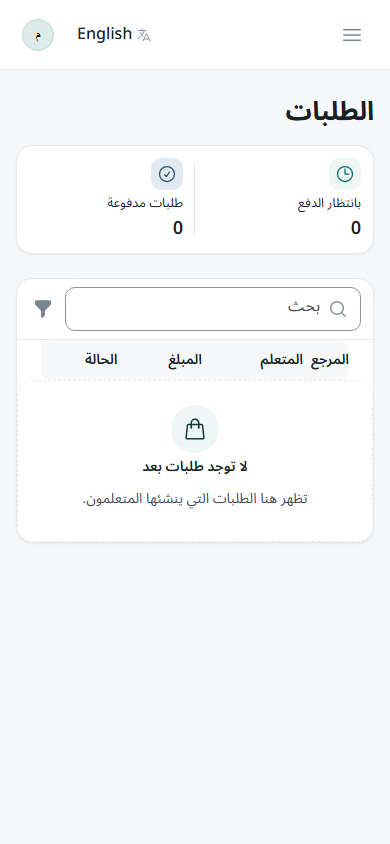 English
م
الطلبات
بانتظار الدفع
0
طلبات مدفوعة
0
بحث
المرجع المتعلم المبلغ الحالة
لا توجد طلبات بعد
تظهر هنا الطلبات التي ينشئها المتعلمون.